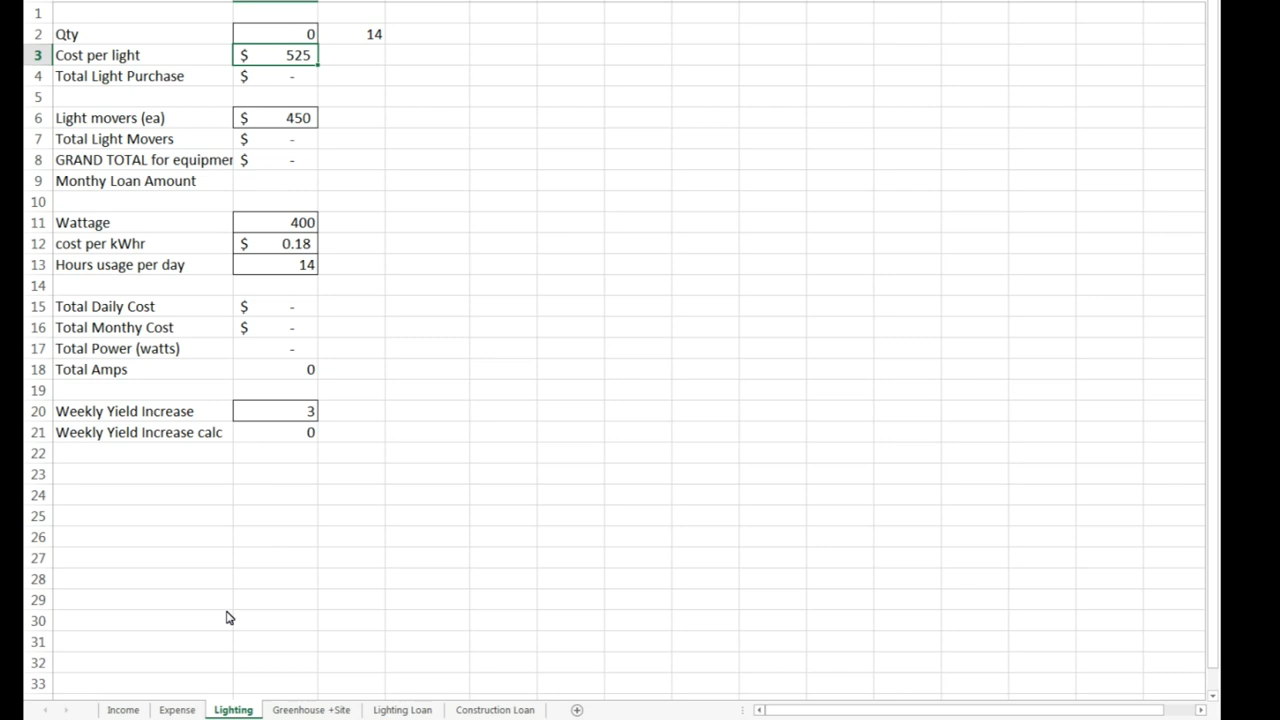 1
2 Qty 0 14
3 Cost per light $ 525
4 Total Light Purchase $ -
5
6 Light movers (ea) $ 450
7 Total Light Movers $ -
8 GRAND TOTAL for equipmer $ -
9 Monthy Loan Amount
10
11 Wattage 400
12 cost per kWhr $ 0.18
13 Hours usage per day 14
14
15 Total Daily Cost $ -
16 Total Monthy Cost $ -
17 Total Power (watts) -
18 Total Amps 0
19
20 Weekly Yield Increase 3
21 Weekly Yield Increase calc 0
22
23
24
25
26
27
28
29
30
31
32
33
Income Expense Lighting Greenhouse +Site Lighting Loan Construction Loan